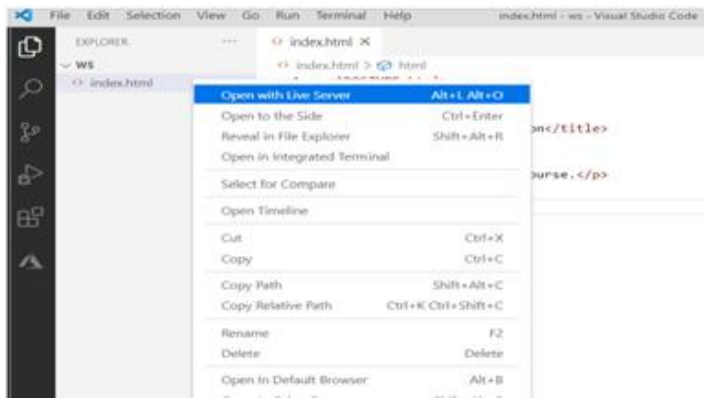 File Edit Selection View Go Run Terminal Help index.html - ws - Visual Studio Code
EXPLORER ... index.html ×
WS index.html > html
index.html
Open with Live Server Alt+L Alt+O
Open to the Side Ctrl+Enter
Reveal in File Explorer Shift+Alt+R
on</title>
Open in Integrated Terminal
Select for Compare
ourse.</p>
Open Timeline
Cut Ctrl+X
Copy Ctrl+C
Copy Path Shift+Alt+C
Copy Relative Path Ctrl+K Ctrl+Shift+C
Rename F2
Delete Delete
Open In Default Browser Alt+B